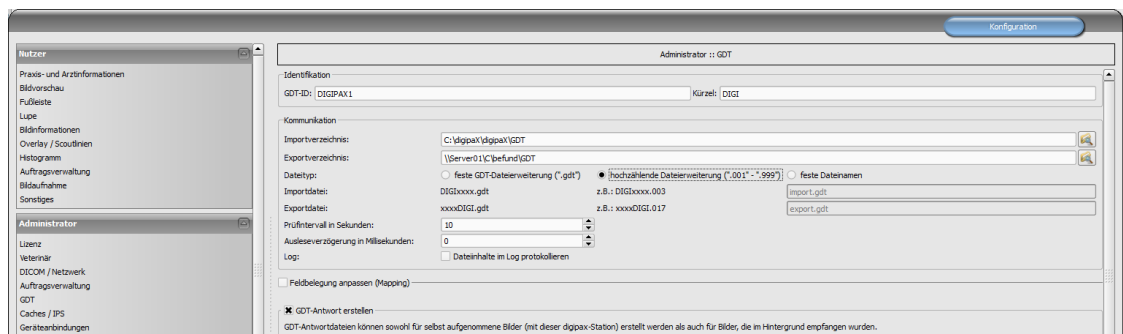 Konfiguration
Nutzer
Praxis- und Arztinformationen
Bildvorschau
Fußleiste
Lupe
Bildinformationen
Overlay / Scoutlinien
Histogramm
Auftragsverwaltung
Bildaufnahme
Sonstiges
Administrator
Lizenz
Veterinär
DICOM / Netzwerk
Auftragsverwaltung
GDT
Caches / IPS
Geräteanbindungen
Administrator :: GDT
Identifikation
GDT-ID: DIGIPAX1 Kürzel: DIGI
Kommunikation
Importverzeichnis: C:\digipaX\digipaX\GDT
Exportverzeichnis: \\Server01\C\befund\GDT
Dateityp: feste GDT-Dateierweiterung (".gdt") hochzählende Dateierweiterung (".001" - ".999") feste Dateinamen
Importdatei: DIGIxxxx.gdt z.B.: DIGIxxxx.003 import.gdt
Exportdatei: xxxxDIGI.gdt z.B.: xxxxDIGI.017 export.gdt
Prüfintervall in Sekunden: 10
Ausleseverzögerung in Millisekunden: 0
Log: Dateiinhalte im Log protokollieren
Feldbelegung anpassen (Mapping)
GDT-Antwort erstellen
GDT-Antwortdateien können sowohl für selbst aufgenommene Bilder (mit dieser digipax-Station) erstellt werden als auch für Bilder, die im Hintergrund empfangen wurden.